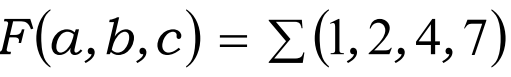 F(a,b,c) = ∑(1,2,4,7)